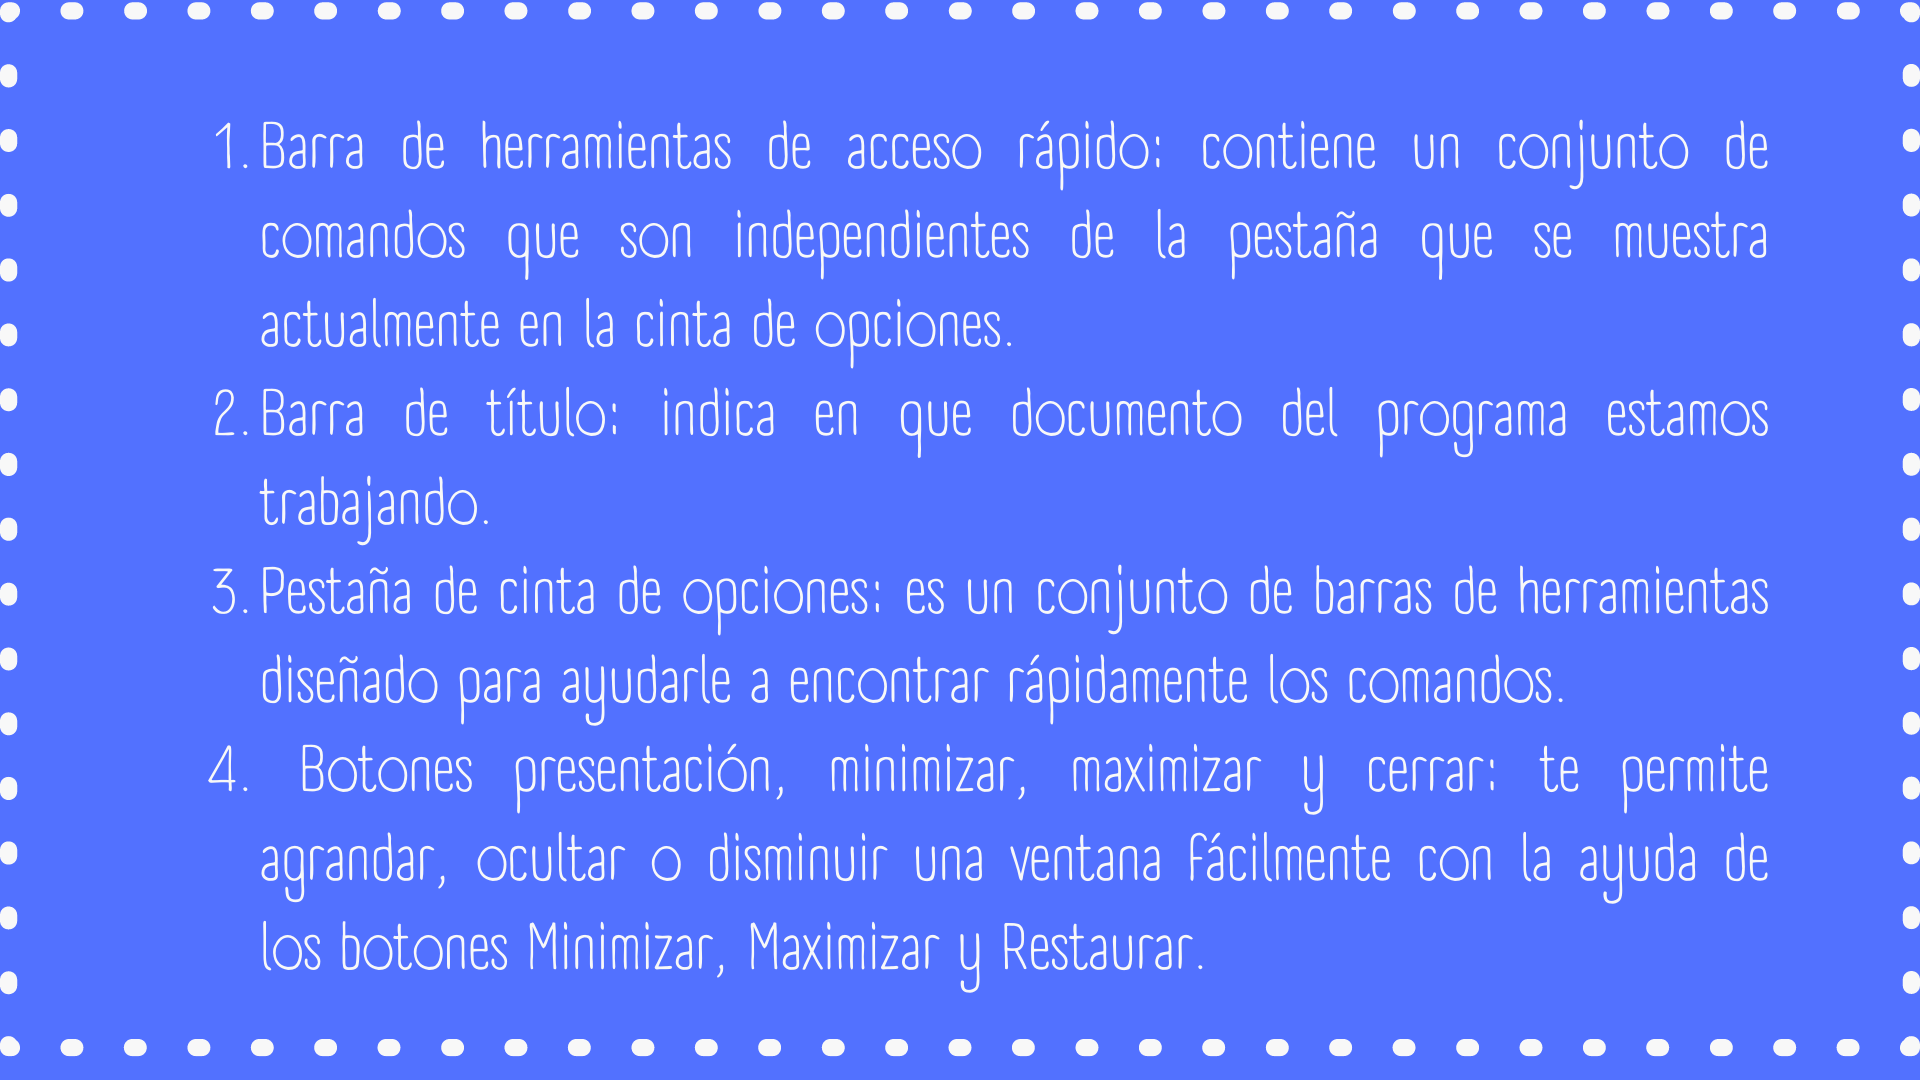 1. Barra de herramientas de acceso rápido: contiene un conjunto de
comandos que son independientes de la pestaña que se muestra
actualmente en la cinta de opciones.
2. Barra de título: indica en que documento del programa estamos
trabajando.
3. Pestaña de cinta de opciones: es un conjunto de barras de herramientas
diseñado para ayudarle a encontrar rápidamente los comandos.
4. Botones presentación, minimizar, maximizar y cerrar: te permite
agrandar, ocultar o disminuir una ventana fácilmente con la ayuda de
los botones Minimizar, Maximizar y Restaurar.